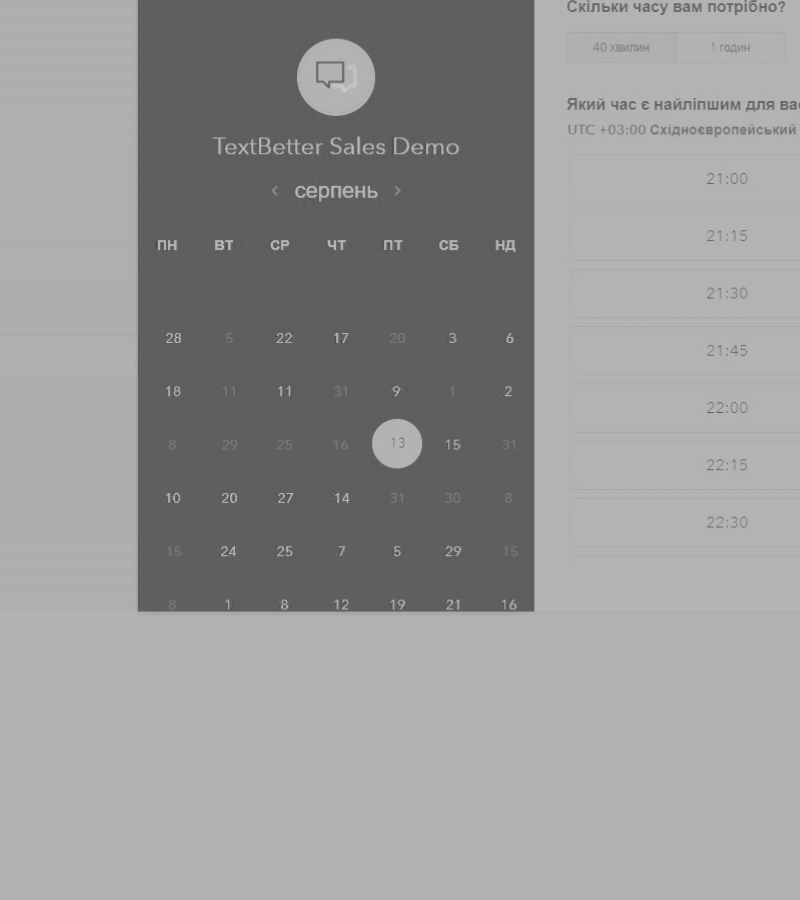 TextBetter Sales Demo
‹ серпень ›
ПН ВТ СР ЧТ ПТ СБ НД
28 5 22 17 20 3 6
18 11 11 31 9 1 2
8 29 25 16 13 15 31
10 20 27 14 31 30 8
15 24 25 7 5 29 15
8 1 8 12 19 21 16
Скільки часу вам потрібно?
40 хвилин 1 годин
Який час є найліпшим для вас
UTC +03:00 Східноєвропейський
21:00
21:15
21:30
21:45
22:00
22:15
22:30